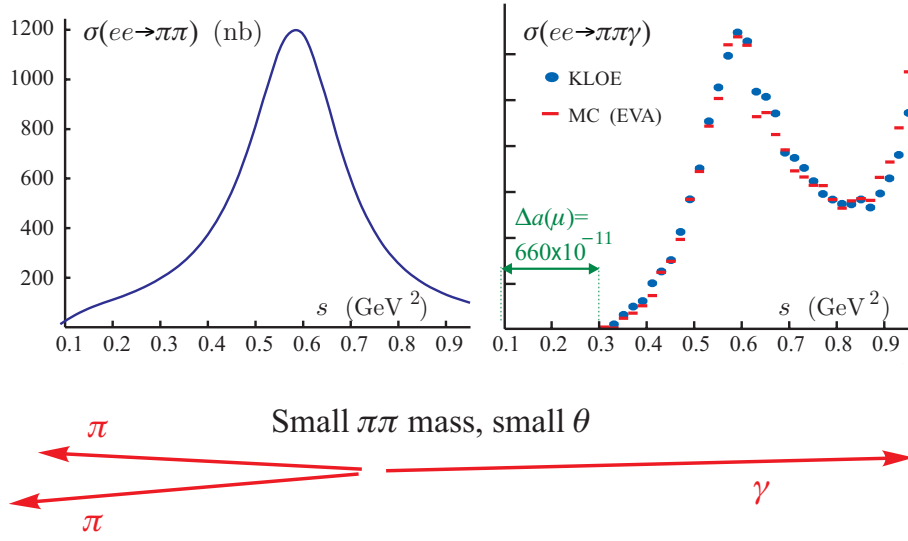 σ(ee→ππ) (nb)
1200
1000
800
600
400
200
s (GeV²)
0.1 0.2 0.3 0.4 0.5 0.6 0.7 0.8 0.9
σ(ee→ππγ)
KLOE
MC (EVA)
Δa(μ)=
660x10⁻¹¹
s (GeV²)
0.1 0.2 0.3 0.4 0.5 0.6 0.7 0.8 0.9
Small ππ mass, small θ
π
γ
π